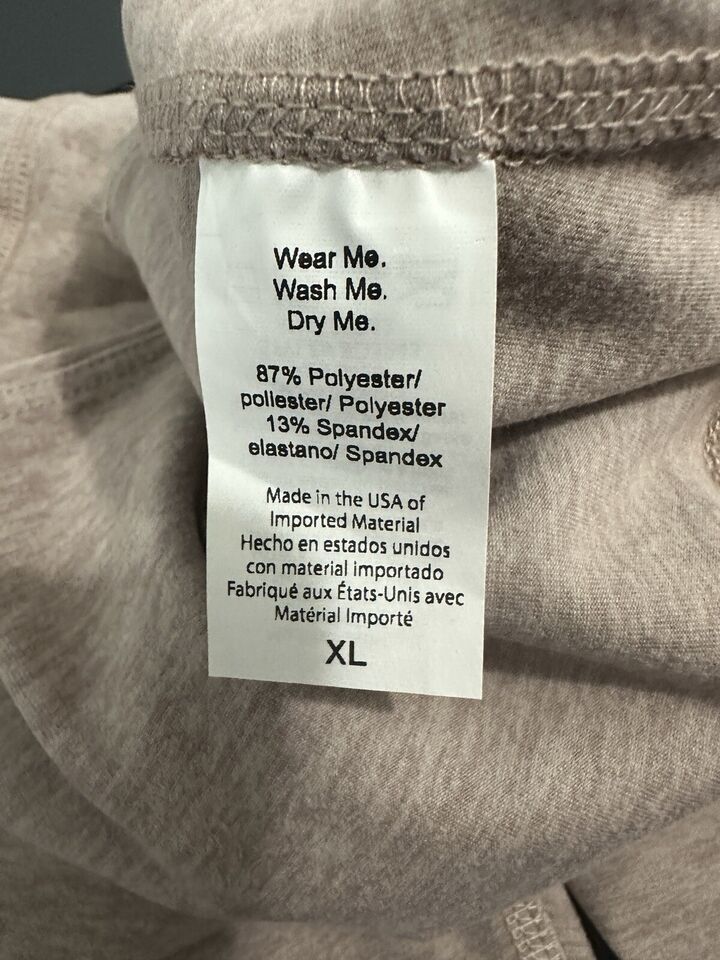 Wear Me.
Wash Me.
Dry Me.
87% Polyester/
poliester/ Polyester
13% Spandex/
elastano/ Spandex
Made in the USA of
Imported Material
Hecho en estados unidos
con material importado
Fabriqué aux États-Unis avec
Matérial Importé
XL